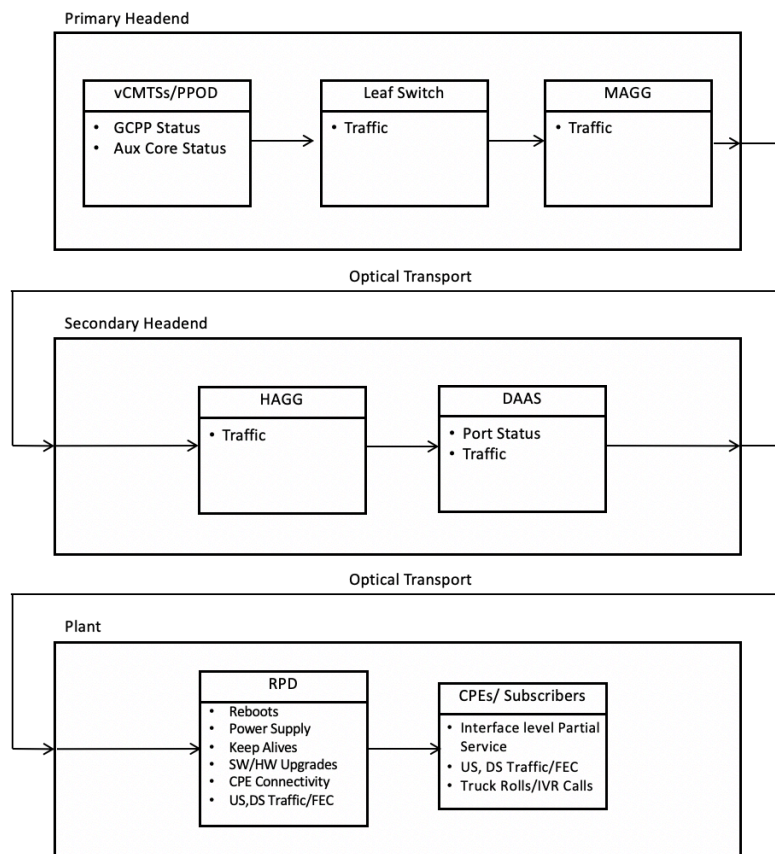 Primary Headend
vCMTSs/PPOD
• GCPP Status
• Aux Core Status
Leaf Switch
• Traffic
MAGG
• Traffic
Optical Transport
Secondary Headend
HAGG
• Traffic
DAAS
• Port Status
• Traffic
Optical Transport
Plant
RPD
• Reboots
• Power Supply
• Keep Alives
• SW/HW Upgrades
• CPE Connectivity
• US,DS Traffic/FEC
CPEs/ Subscribers
• Interface level Partial
Service
• US, DS Traffic/FEC
• Truck Rolls/IVR Calls